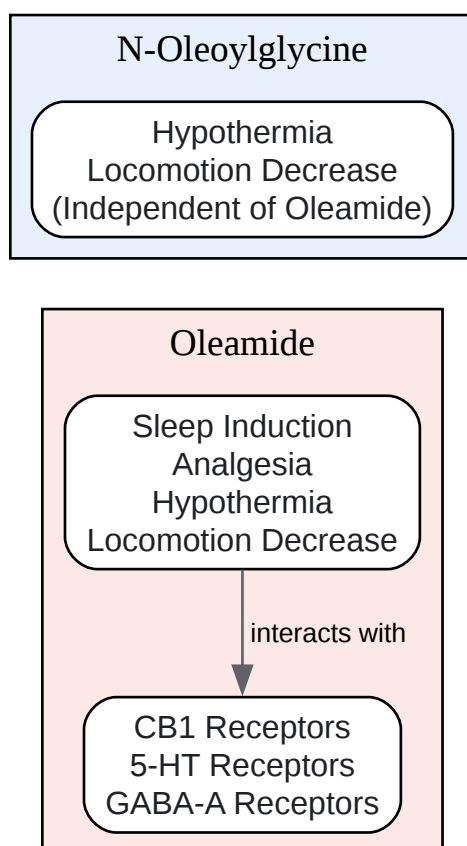 N-Oleoylglycine
Hypothermia
Locomotion Decrease
(Independent of Oleamide)
Oleamide
Sleep Induction
Analgesia
Hypothermia
Locomotion Decrease
interacts with
CB1 Receptors
5-HT Receptors
GABA-A Receptors